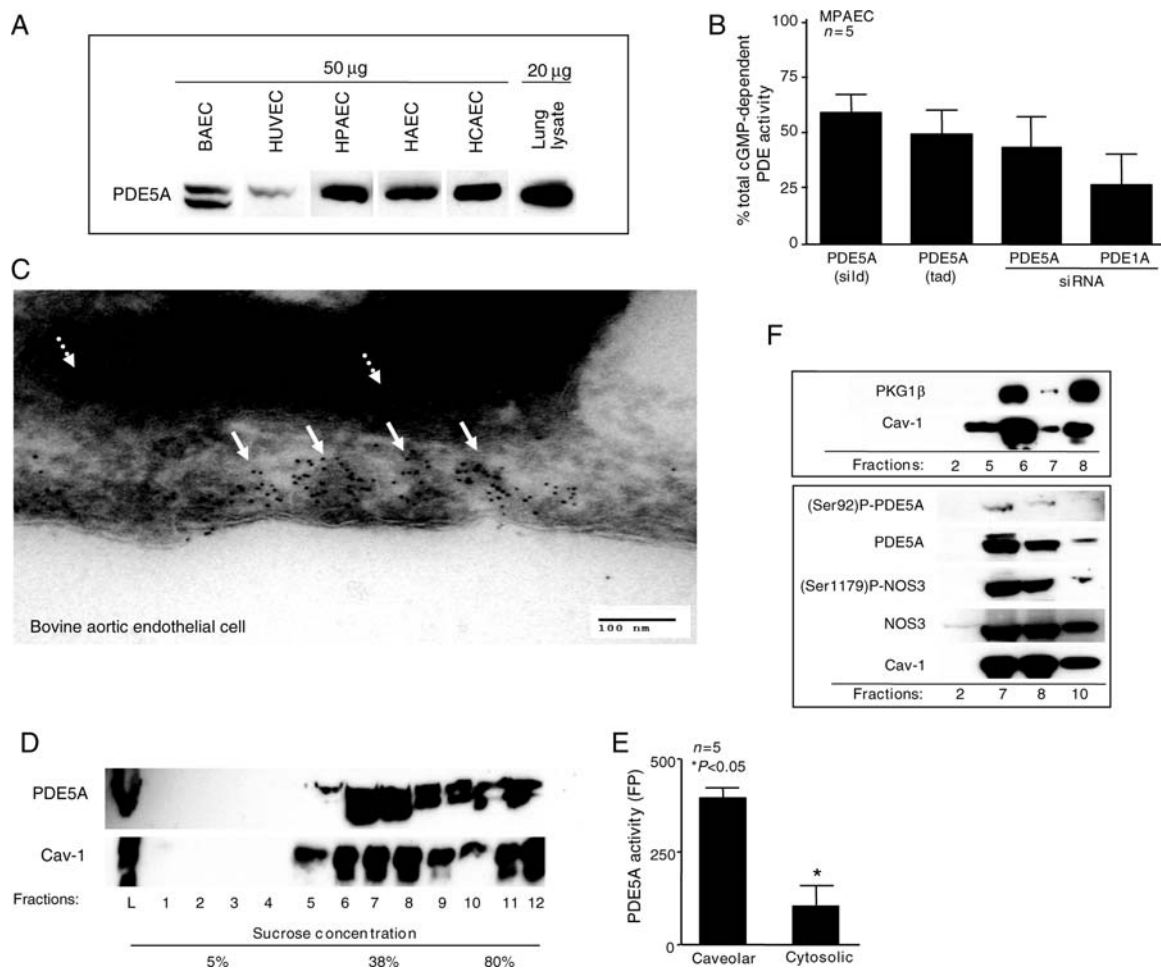 A
50 µg
20 µg
BAEC
HUVEC
HPAEC
HAEC
HCAEC
Lung
lysate
PDE5A
B
MPAEC
n=5
% total cGMP-dependent
PDE activity
100
75
50
25
0
PDE5A
(sild)
PDE5A
(tad)
PDE5A
PDE1A
siRNA
C
Bovine aortic endothelial cell
100 nm
F
PKG1β
Cav-1
Fractions: 2 5 6 7 8
(Ser92)P-PDE5A
PDE5A
(Ser1179)P-NOS3
NOS3
Cav-1
Fractions: 2 7 8 10
D
PDE5A
Cav-1
Fractions: L 1 2 3 4 5 6 7 8 9 10 11 12
Sucrose concentration
5% 38% 80%
E
n=5
*P<0.05
PDE5A activity (FP)
500
250
0
*
Caveolar
Cytosolic